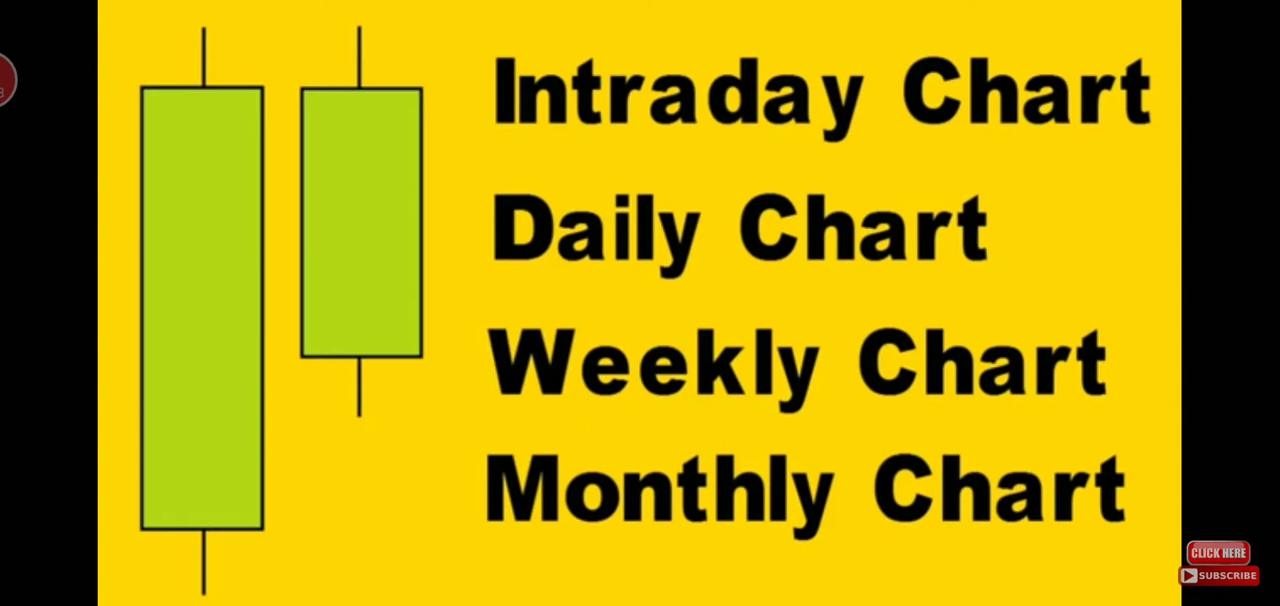 Intraday Chart
Daily Chart
Weekly Chart
Monthly Chart
CLICK HERE
SUBSCRIBE